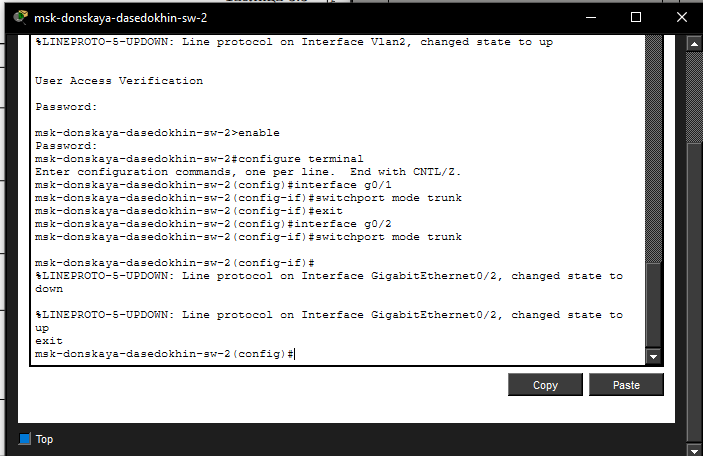 msk-donskaya-dasedokhin-sw-2
%LINEPROTO-5-UPDOWN: Line protocol on Interface Vlan2, changed state to up
User Access Verification
Password:
msk-donskaya-dasedokhin-sw-2>enable
Password:
msk-donskaya-dasedokhin-sw-2#configure terminal
Enter configuration commands, one per line.  End with CNTL/Z.
msk-donskaya-dasedokhin-sw-2(config)#interface g0/1
msk-donskaya-dasedokhin-sw-2(config-if)#switchport mode trunk
msk-donskaya-dasedokhin-sw-2(config-if)#exit
msk-donskaya-dasedokhin-sw-2(config)#interface g0/2
msk-donskaya-dasedokhin-sw-2(config-if)#switchport mode trunk
msk-donskaya-dasedokhin-sw-2(config-if)#
%LINEPROTO-5-UPDOWN: Line protocol on Interface GigabitEthernet0/2, changed state to
down
%LINEPROTO-5-UPDOWN: Line protocol on Interface GigabitEthernet0/2, changed state to
up
exit
msk-donskaya-dasedokhin-sw-2(config)#
Copy
Paste
Top